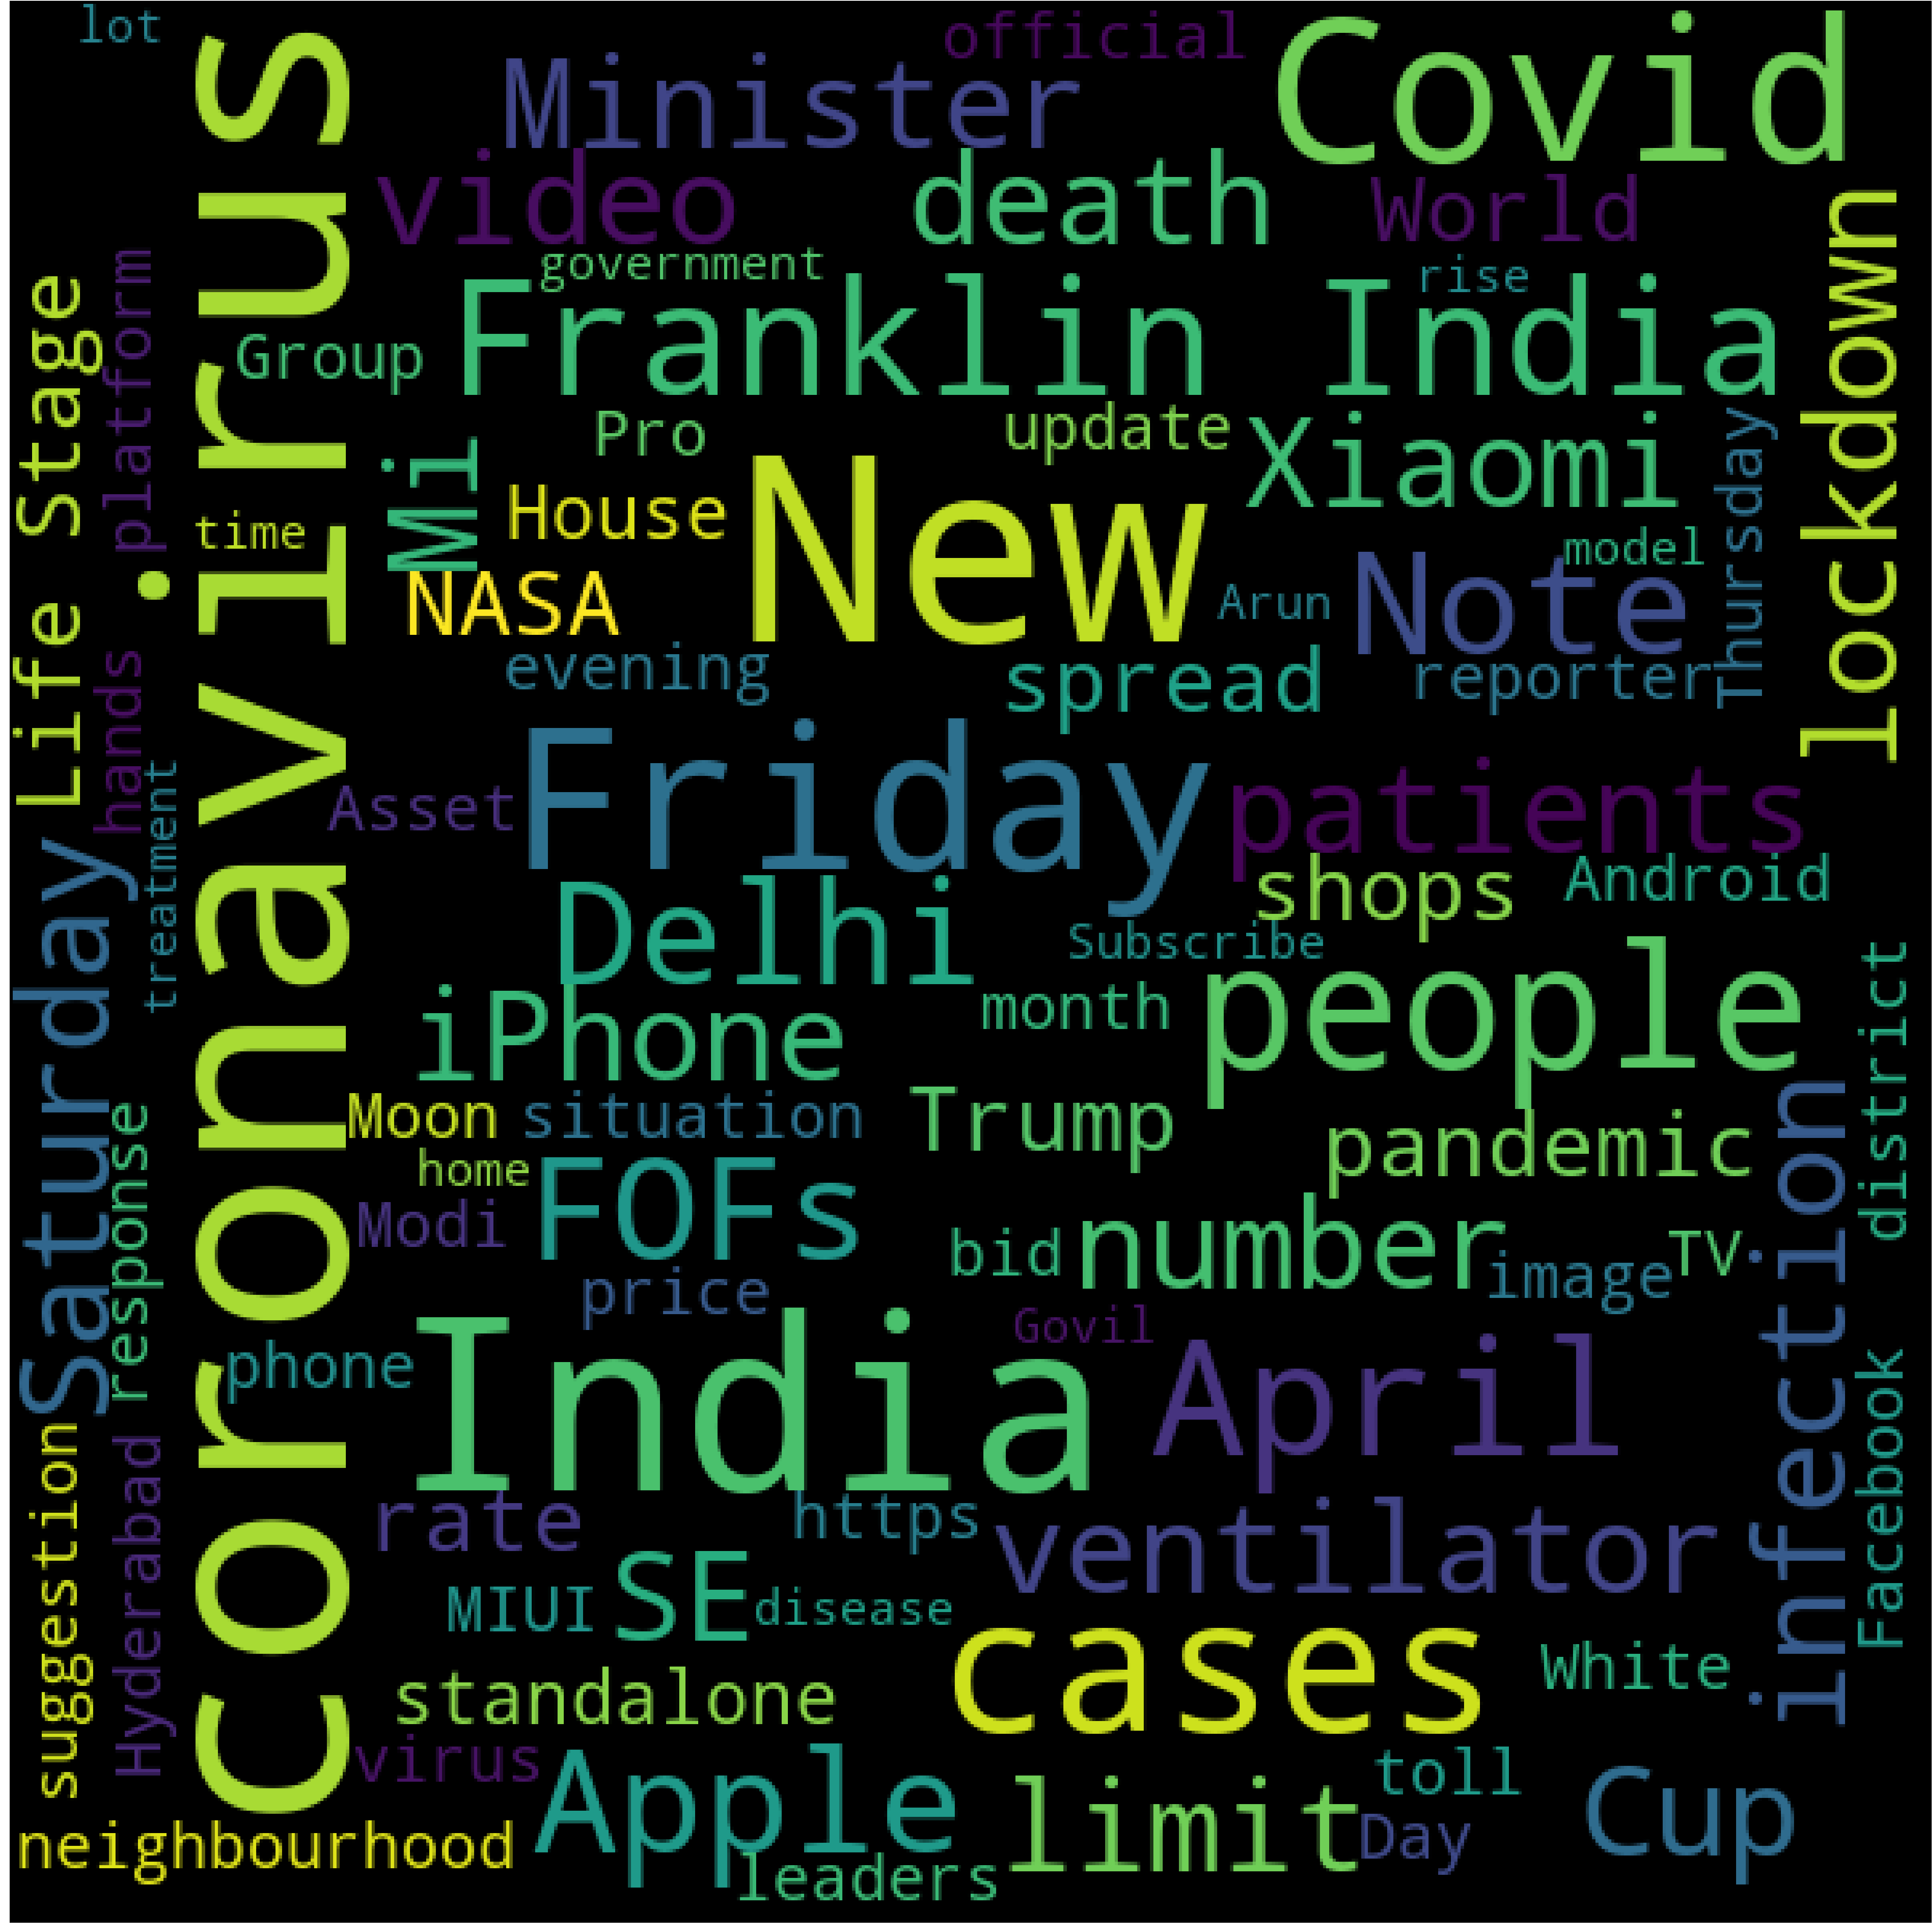 lot
official
Minister
Covid
coronavirus
video
death
World
lockdown
government
rise
Life Stage
platform
Franklin India
Group
Pro
update
Xiaomi
Thursday
Mi
House
New
time
model
NASA
Arun
Note
evening
spread
reporter
hands
Friday
patients
Asset
treatment
shops
Android
Saturday
Delhi
Subscribe
people
district
iPhone
month
Moon
situation
Trump
pandemic
infection
response
home
FOFs
Modi
number
bid
TV
image
price
Govil
India
April
phone
Facebook
suggestion
Hyderabad
rate
https
ventilator
SE
MIUI
disease
cases
White
standalone
virus
Apple
limit
toll
Cup
Day
neighbourhood
leaders